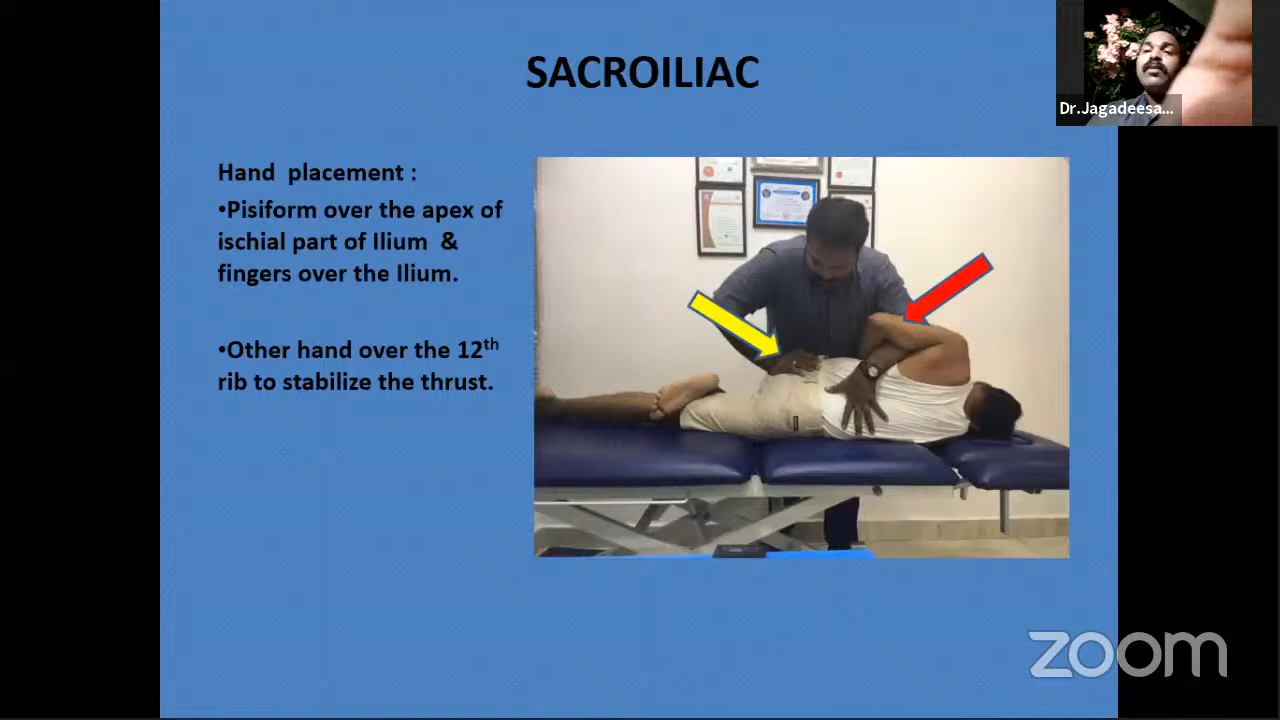 SACROILIAC
Dr.Jagadeesa...
Hand placement :
•Pisiform over the apex of
ischial part of Ilium &
fingers over the Ilium.
•Other hand over the 12th
rib to stabilize the thrust.
zoom